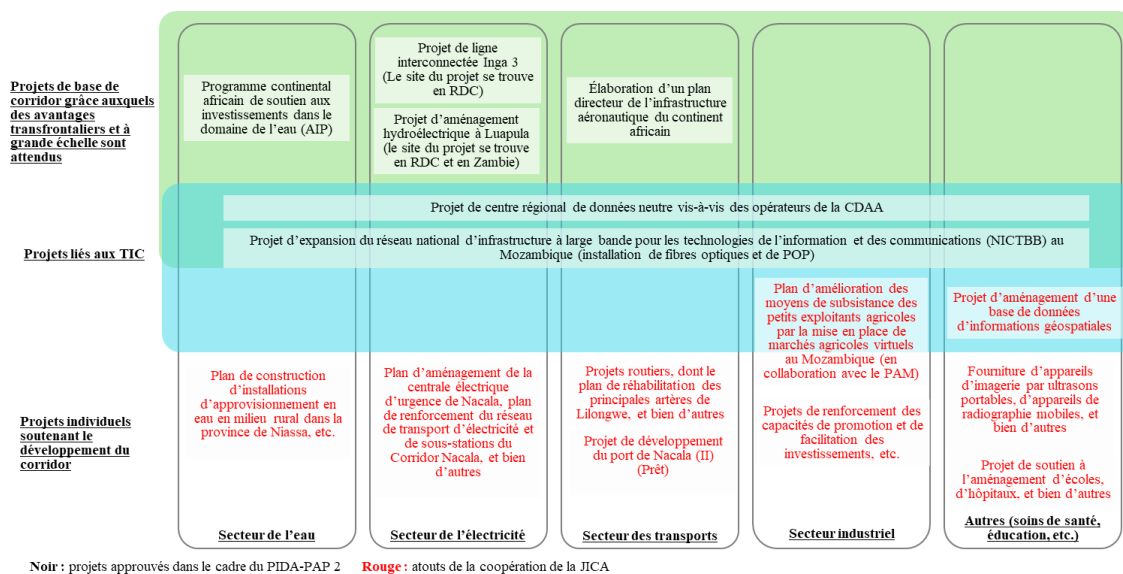 Projets de base de
corridor grâce auxquels
des avantages
transfrontaliers et à
grande échelle sont
attendus
Programme continental
africain de soutien aux
investissements dans le
domaine de l’eau (AIP)
Projet de ligne
interconnectée Inga 3
(Le site du projet se trouve
en RDC)
Projet d’aménagement
hydroélectrique à Luapula
(le site du projet se trouve
en RDC et en Zambie)
Élaboration d’un plan
directeur de l’infrastructure
aéronautique du continent
africain
Projets liés aux TIC
Projet de centre régional de données neutre vis-à-vis des opérateurs de la CDAA
Projet d’expansion du réseau national d’infrastructure à large bande pour les technologies de l’information et des communications (NICTBB) au
Mozambique (installation de fibres optiques et de POP)
Plan d’amélioration des
moyens de subsistance des
petits exploitants agricoles
par la mise en place de
marchés agricoles virtuels
au Mozambique (en
collaboration avec le PAM)
Projet d’aménagement d’une
base de données
d’informations géospatiales
Projets individuels
soutenant le
développement du
corridor
Plan de construction
d’installations
d’approvisionnement en
eau en milieu rural dans la
province de Niassa, etc.
Plan d’aménagement de la
centrale électrique
d’urgence de Nacala, plan
de renforcement du réseau
de transport d’électricité et
de sous-stations du
Corridor Nacala, et bien
d’autres
Projets routiers, dont le
plan de réhabilitation des
principales artères de
Lilongwe, et bien d’autres
Projet de développement
du port de Nacala (II)
(Prêt)
Projets de renforcement des
capacités de promotion et de
facilitation des
investissements, etc.
Fourniture d’appareils
d’imagerie par ultrasons
portables, d’appareils de
radiographie mobiles, et
bien d’autres
Projet de soutien à
l’aménagement d’écoles,
d’hôpitaux, et bien d’autres
Secteur de l’eau
Secteur de l’électricité
Secteur des transports
Secteur industriel
Autres (soins de santé,
éducation, etc.)
Noir : projets approuvés dans le cadre du PIDA-PAP 2 Rouge : atouts de la coopération de la JICA